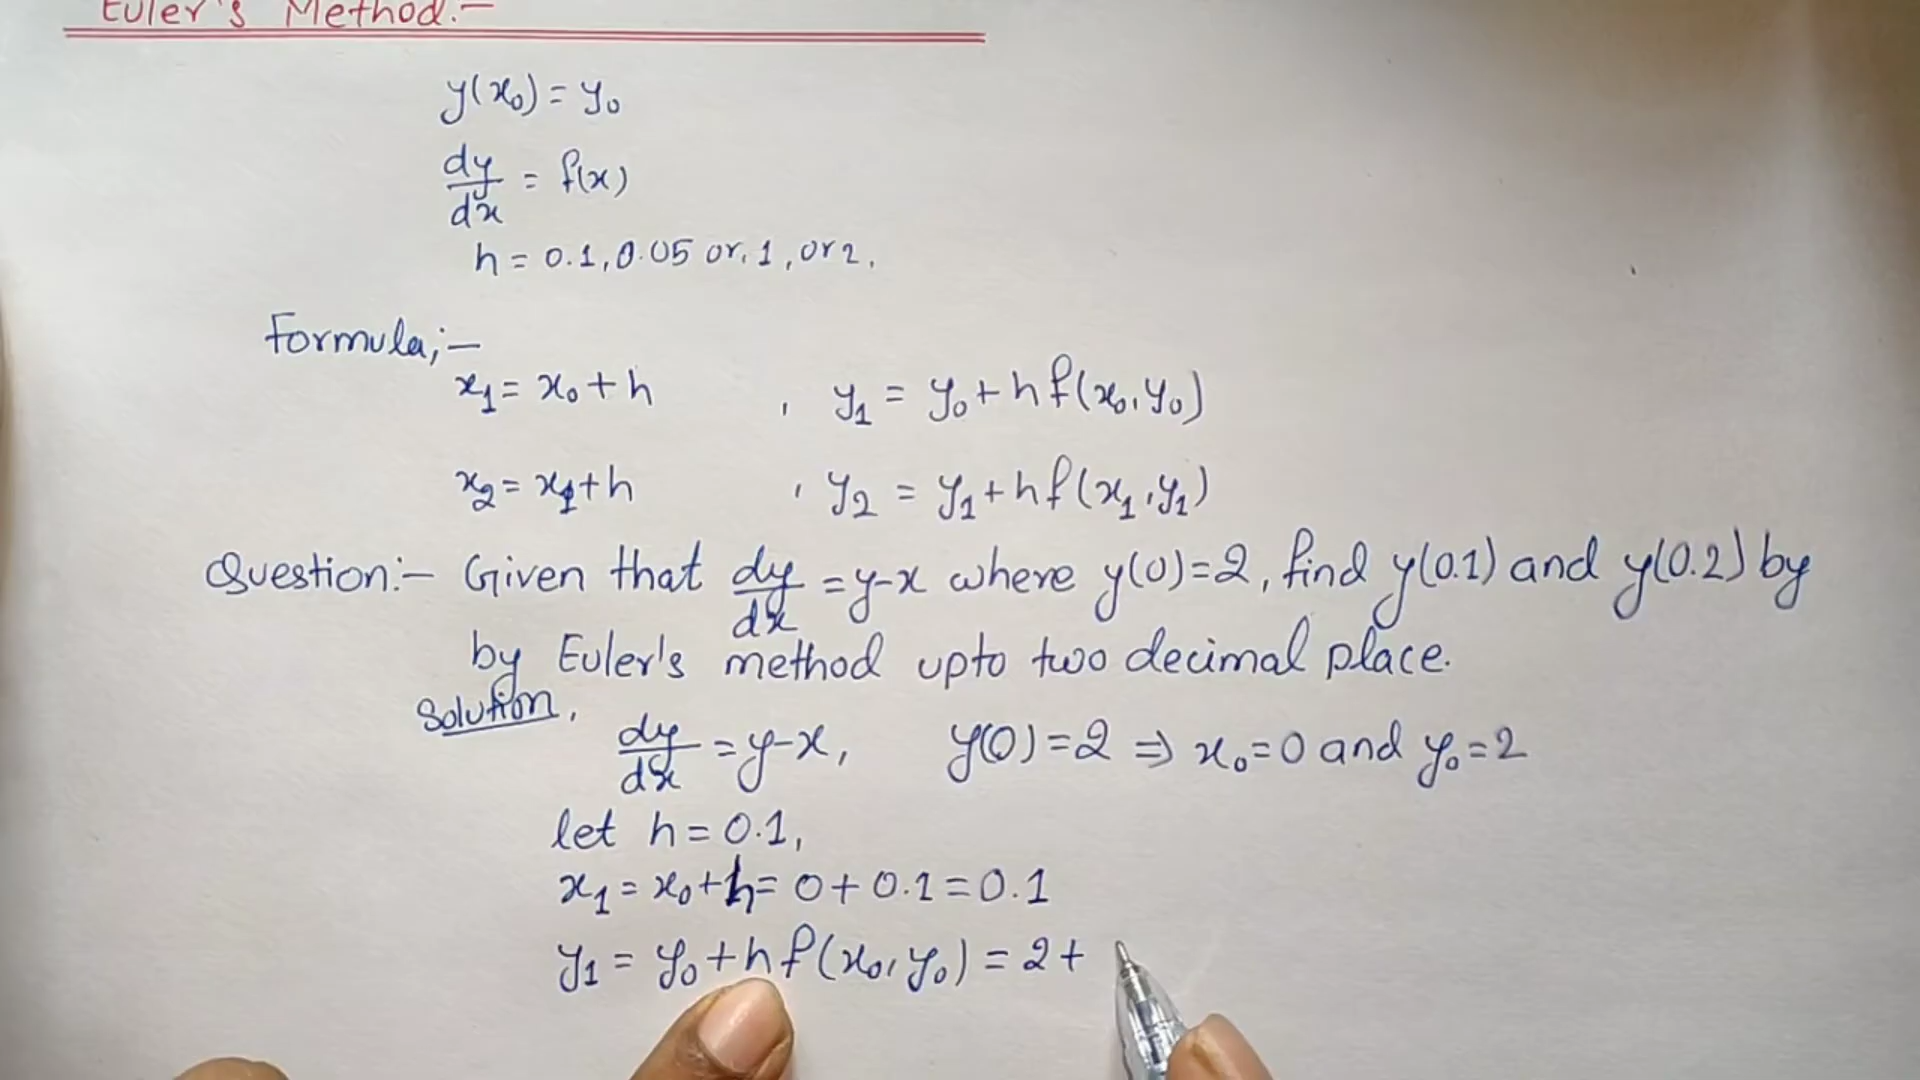 Euler's Method:-
y(x₀) = y₀
dy/dx = f(x)
h = 0.1, 0.05 or, 1, or 2,
Formula;-
x₁ = x₀ + h , y₁ = y₀ + h f(x₀, y₀)
x₂ = x₁ + h , y₂ = y₁ + h f(x₁, y₁)
Question:- Given that dy/dx = y-x where y(0)=2, find y(0.1) and y(0.2) by
by Euler's method upto two decimal place.
Solution,
dy/dx = y-x, y(0)=2 ⇒ x₀=0 and y₀=2
let h = 0.1,
x₁ = x₀+h = 0+0.1 = 0.1
y₁ = y₀+h f(x₀, y₀) = 2+